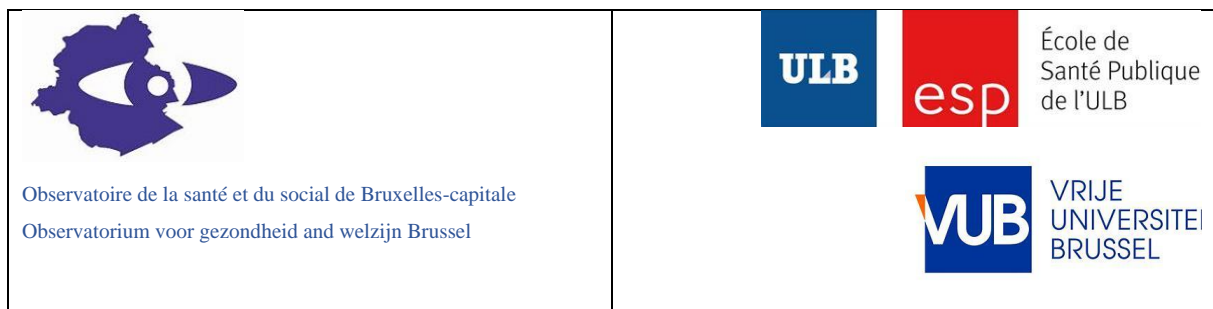 Observatoire de la santé et du social de Bruxelles-capitale
Observatorium voor gezondheid and welzijn Brussel
ULB
esp
École de
Santé Publique
de l'ULB
VUB
VRIJE
UNIVERSITEI
BRUSSEL